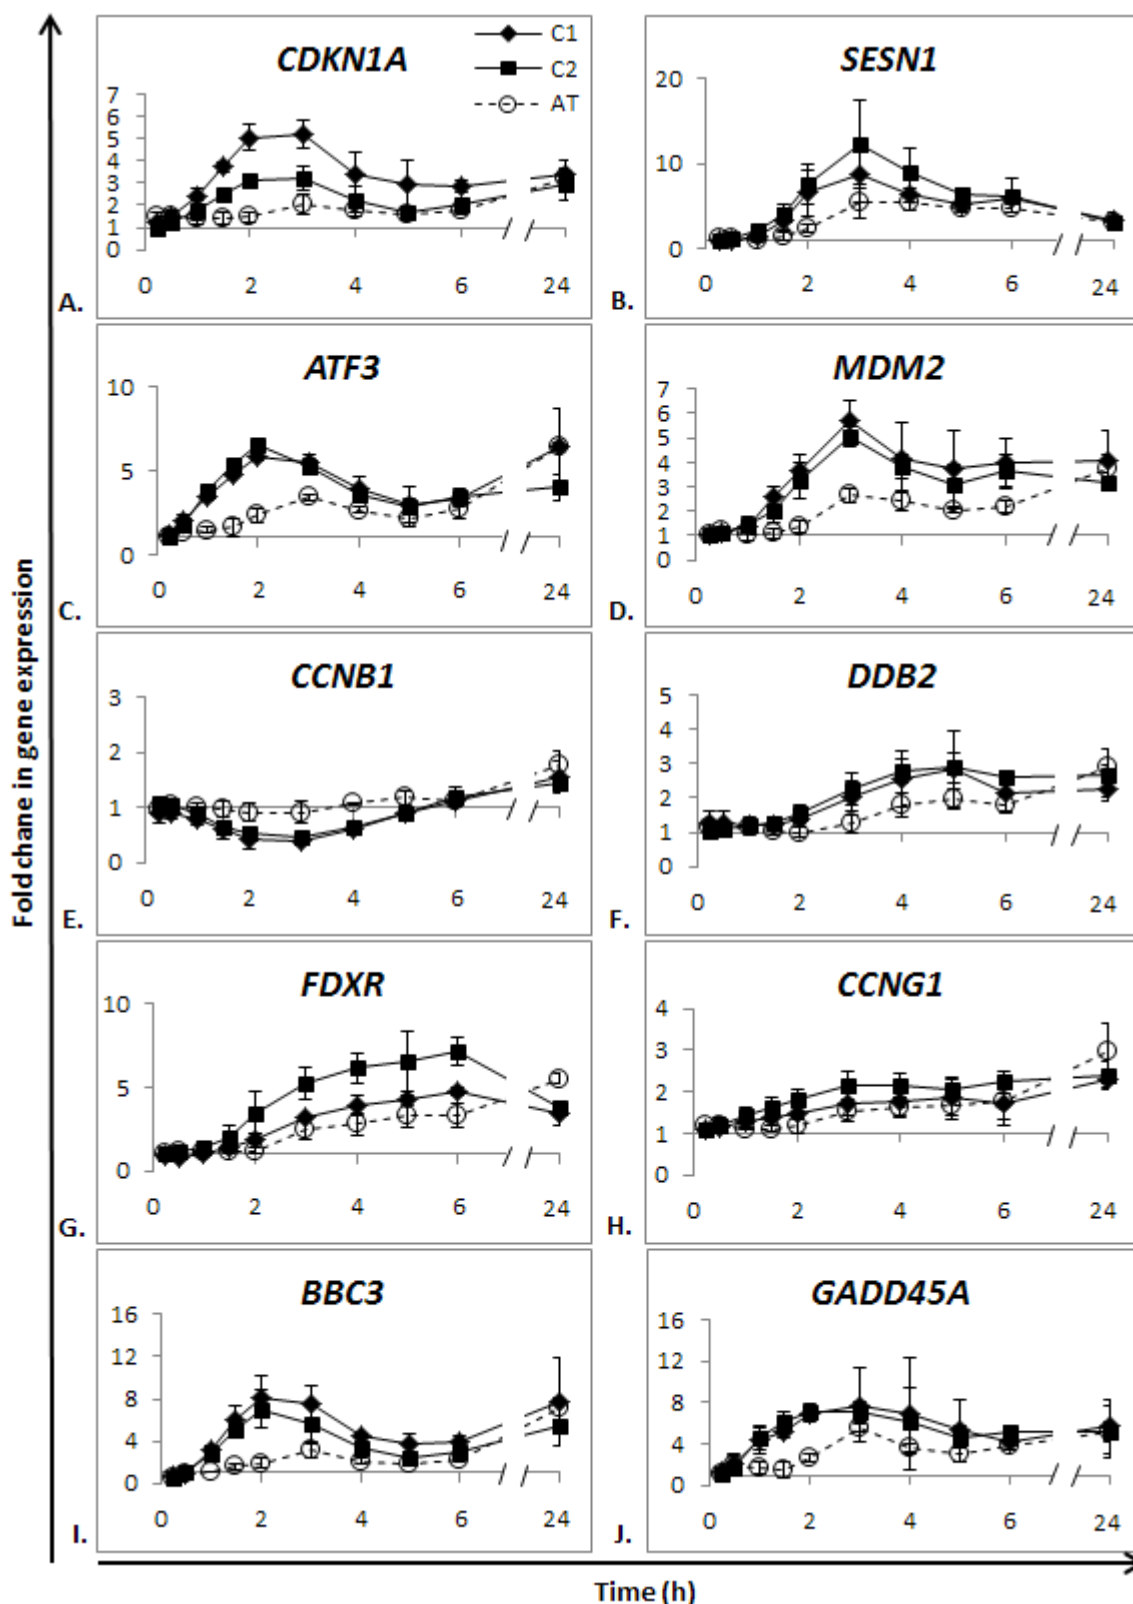 CDKN1A
C1
C2
AT
7
6
5
4
3
2
1
0
0 2 4 6 24
A.
SESN1
20
10
0
0 2 4 6 24
B.
ATF3
10
5
0
0 2 4 6 24
C.
MDM2
7
6
5
4
3
2
1
0
0 2 4 6 24
D.
CCNB1
3
2
1
0
0 2 4 6 24
E.
DDB2
5
4
3
2
1
0
0 2 4 6 24
F.
FDXR
10
5
0
0 2 4 6 24
G.
CCNG1
4
3
2
1
0
0 2 4 6 24
H.
BBC3
16
12
8
4
0
0 2 4 6 24
I.
GADD45A
16
12
8
4
0
0 2 4 6 24
J.
Fold chane in gene expression
Time (h)